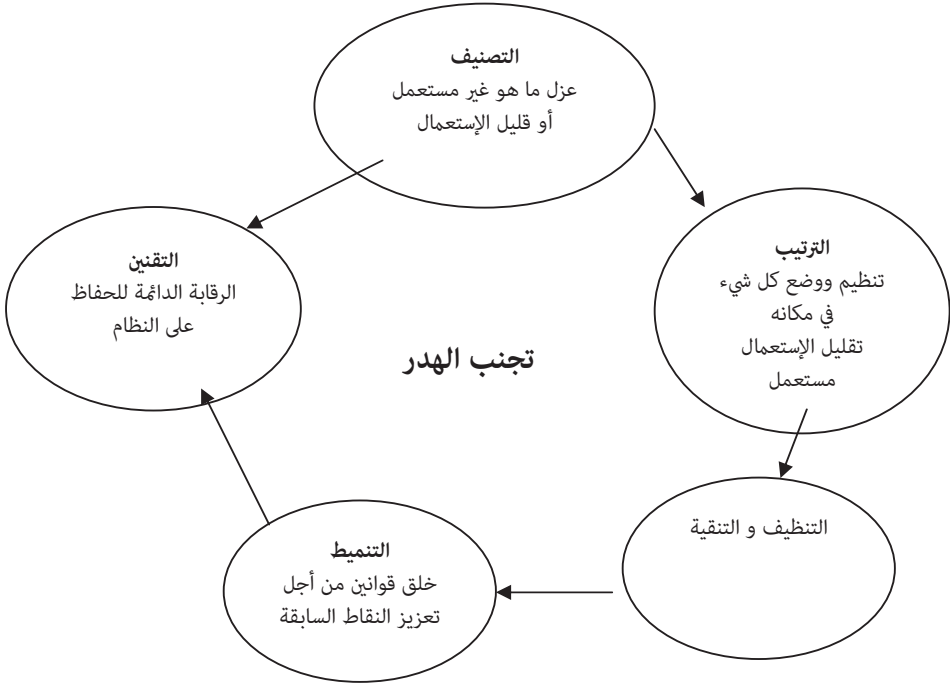 التصنيف
عزل ما هو غير مستعمل
أو قليل الإستعمال
الترتيب
تنظيم ووضع كل شيء
في مكانه
تقليل الإستعمال
مستعمل
التنظيف و التنقية
التنميط
خلق قوانين من أجل
تعزيز النقاط السابقة
التقنين
الرقابة الدائمة للحفاظ
على النظام
تجنب الهدر